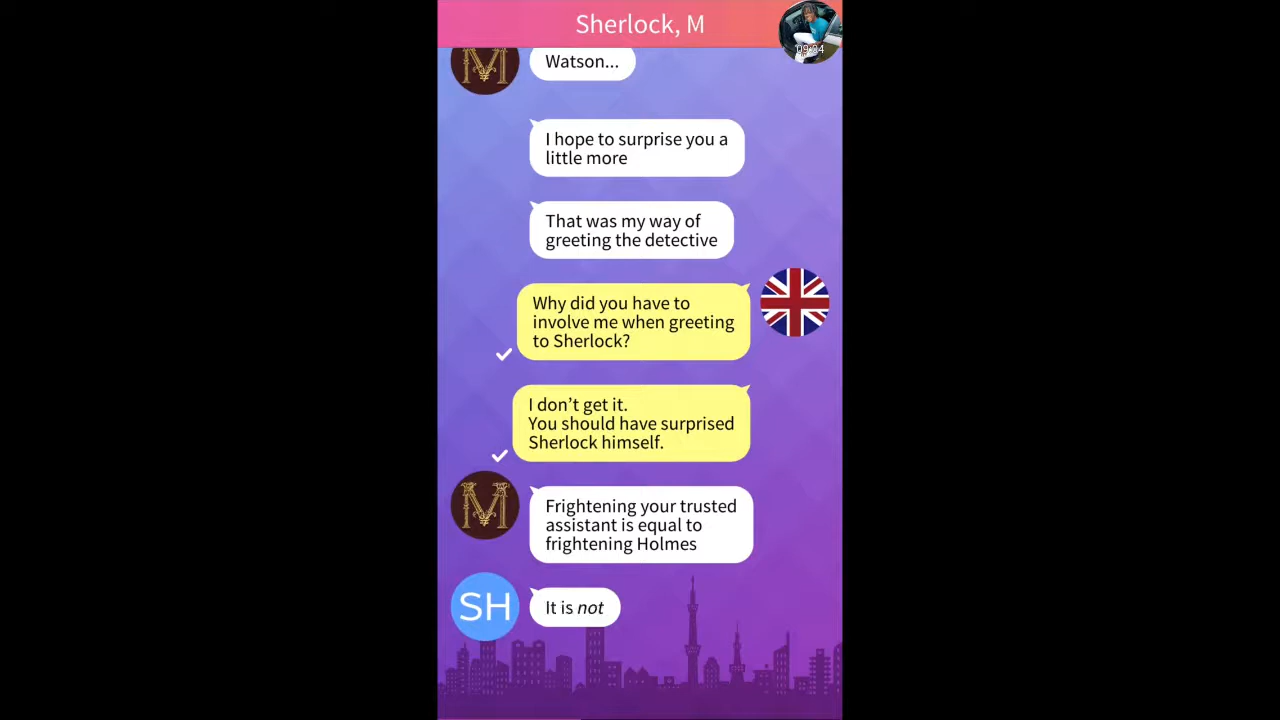 Sherlock, M
09:04
M
Watson...
I hope to surprise you a
little more
That was my way of
greeting the detective
Why did you have to
involve me when greeting
to Sherlock?
I don’t get it.
You should have surprised
Sherlock himself.
M
Frightening your trusted
assistant is equal to
frightening Holmes
SH
It is not